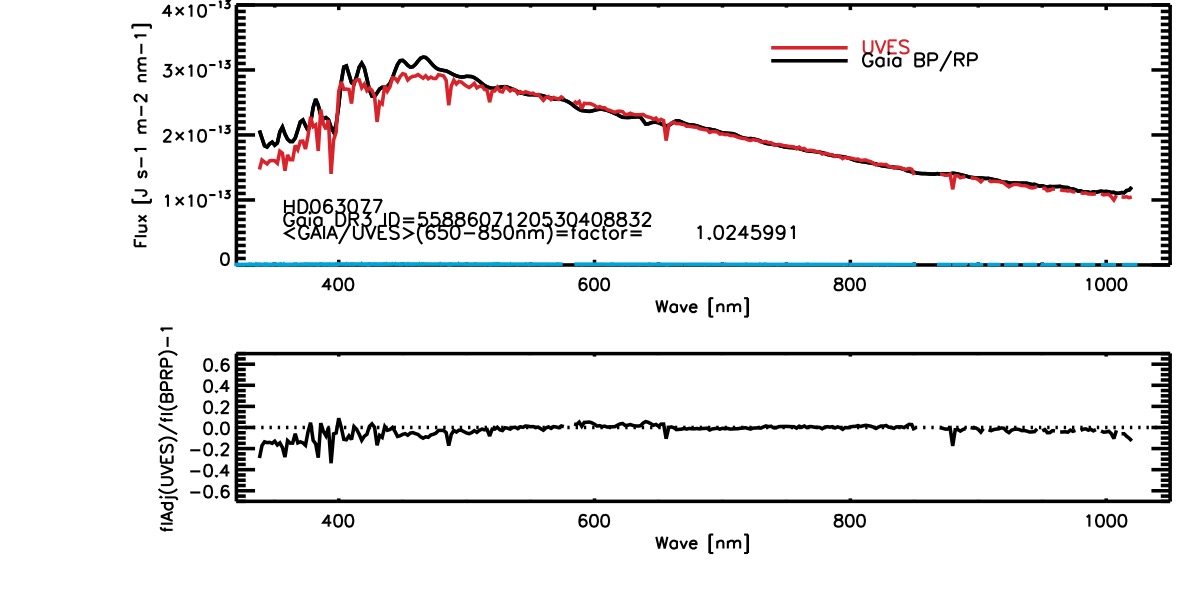 Flux [J s−1 m−2 nm−1]
4×10−13
3×10−13
2×10−13
1×10−13
0
UVES
Gaia BP/RP
HD063077
Gaia DR3 ID=5588607120530408832
<GAIA/UVES>(650−850nm)=factor= 1.0245991
400 600 800 1000
Wave [nm]
flAdj(UVES)/fl(BPRP)−1
0.6
0.4
0.2
0.0
−0.2
−0.4
−0.6
400 600 800 1000
Wave [nm]